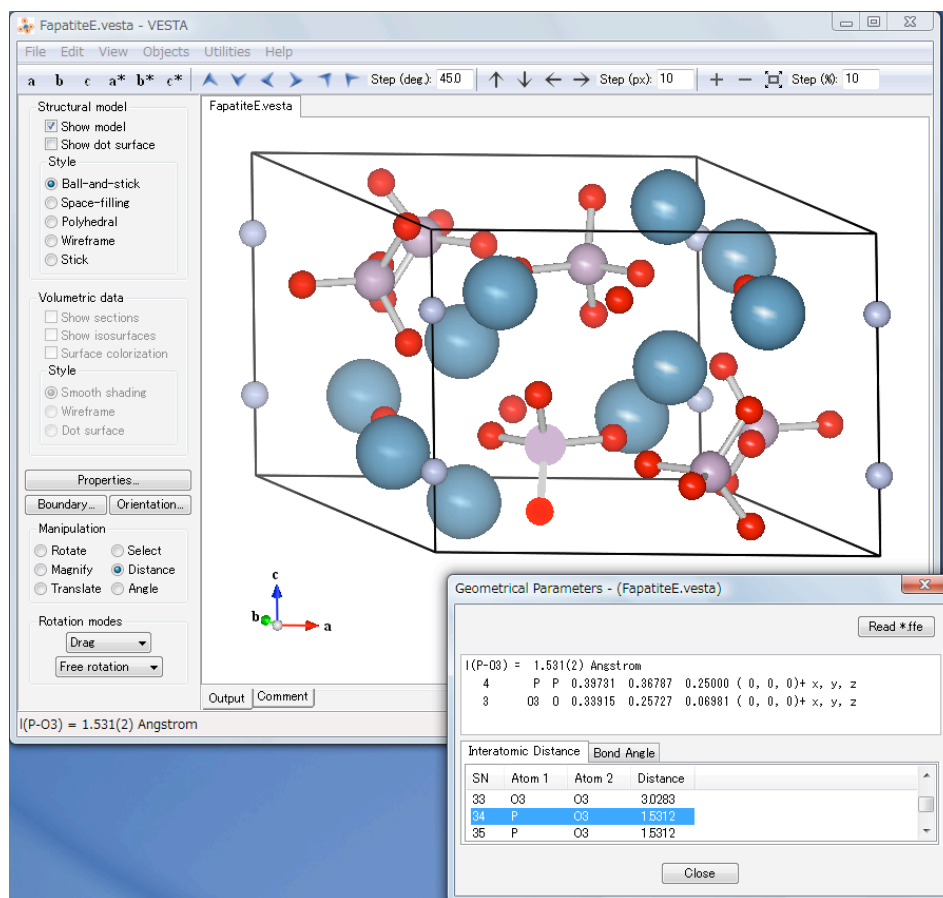 FapatiteE.vesta - VESTA
File Edit View Objects Utilities Help
a b c a* b* c* Step (deg.): 45.0 Step (px): 10 Step (%): 10
Structural model
Show model
Show dot surface
Style
Ball-and-stick
Space-filling
Polyhedral
Wireframe
Stick
Volumetric data
Show sections
Show isosurfaces
Surface colorization
Style
Smooth shading
Wireframe
Dot surface
Properties...
Boundary... Orientation...
Manipulation
Rotate Select
Magnify Distance
Translate Angle
Rotation modes
Drag
Free rotation
FapatiteE.vesta
c
b
a
Output Comment
l(P-O3) = 1.531(2) Angstrom
Geometrical Parameters - (FapatiteE.vesta)
Read *.ffe
l(P-O3) = 1.531(2) Angstrom
4 P P 0.39731 0.36787 0.25000 ( 0, 0, 0)+ x, y, z
3 O3 O 0.33915 0.25727 0.06981 ( 0, 0, 0)+ x, y, z
Interatomic Distance Bond Angle
SN Atom 1 Atom 2 Distance
33 O3 O3 3.0283
34 P O3 1.5312
35 P O3 1.5312
Close